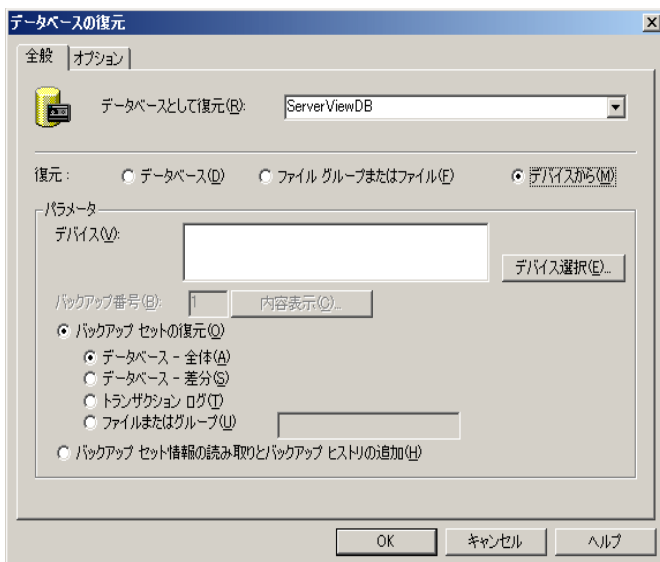 データベースの復元
全般 オプション
データベースとして復元(R): ServerViewDB
復元： データベース(D) ファイル グループまたはファイル(F) デバイスから(M)
パラメータ
デバイス(V):
デバイス選択(E)...
バックアップ番号(B): 1 内容表示(C)...
バックアップ セットの復元(O)
データベース - 全体(A)
データベース - 差分(S)
トランザクション ログ(T)
ファイルまたはグループ(U)
バックアップ セット情報の読み取りとバックアップ ヒストリの追加(H)
OK キャンセル ヘルプ